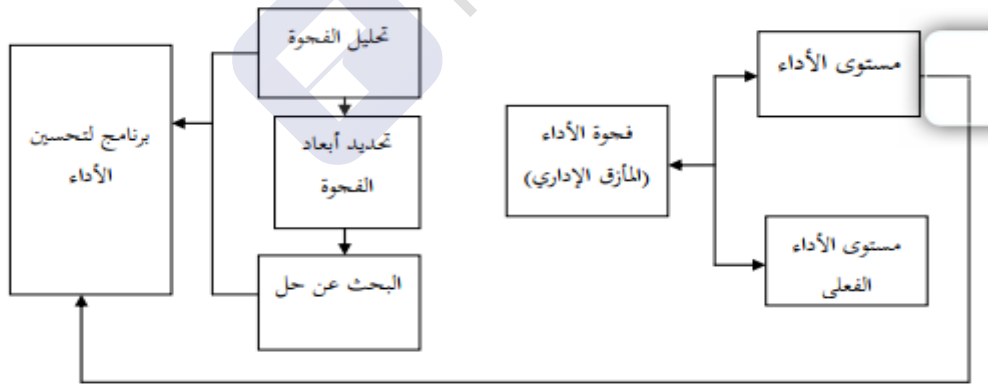 مستوى الأداء
فجوة الأداء
(المأزق الإداري)
مستوى الأداء
الفعلى
تحليل الفجوة
تحديد أبعاد
الفجوة
البحث عن حل
برنامج لتحسين
الأداء